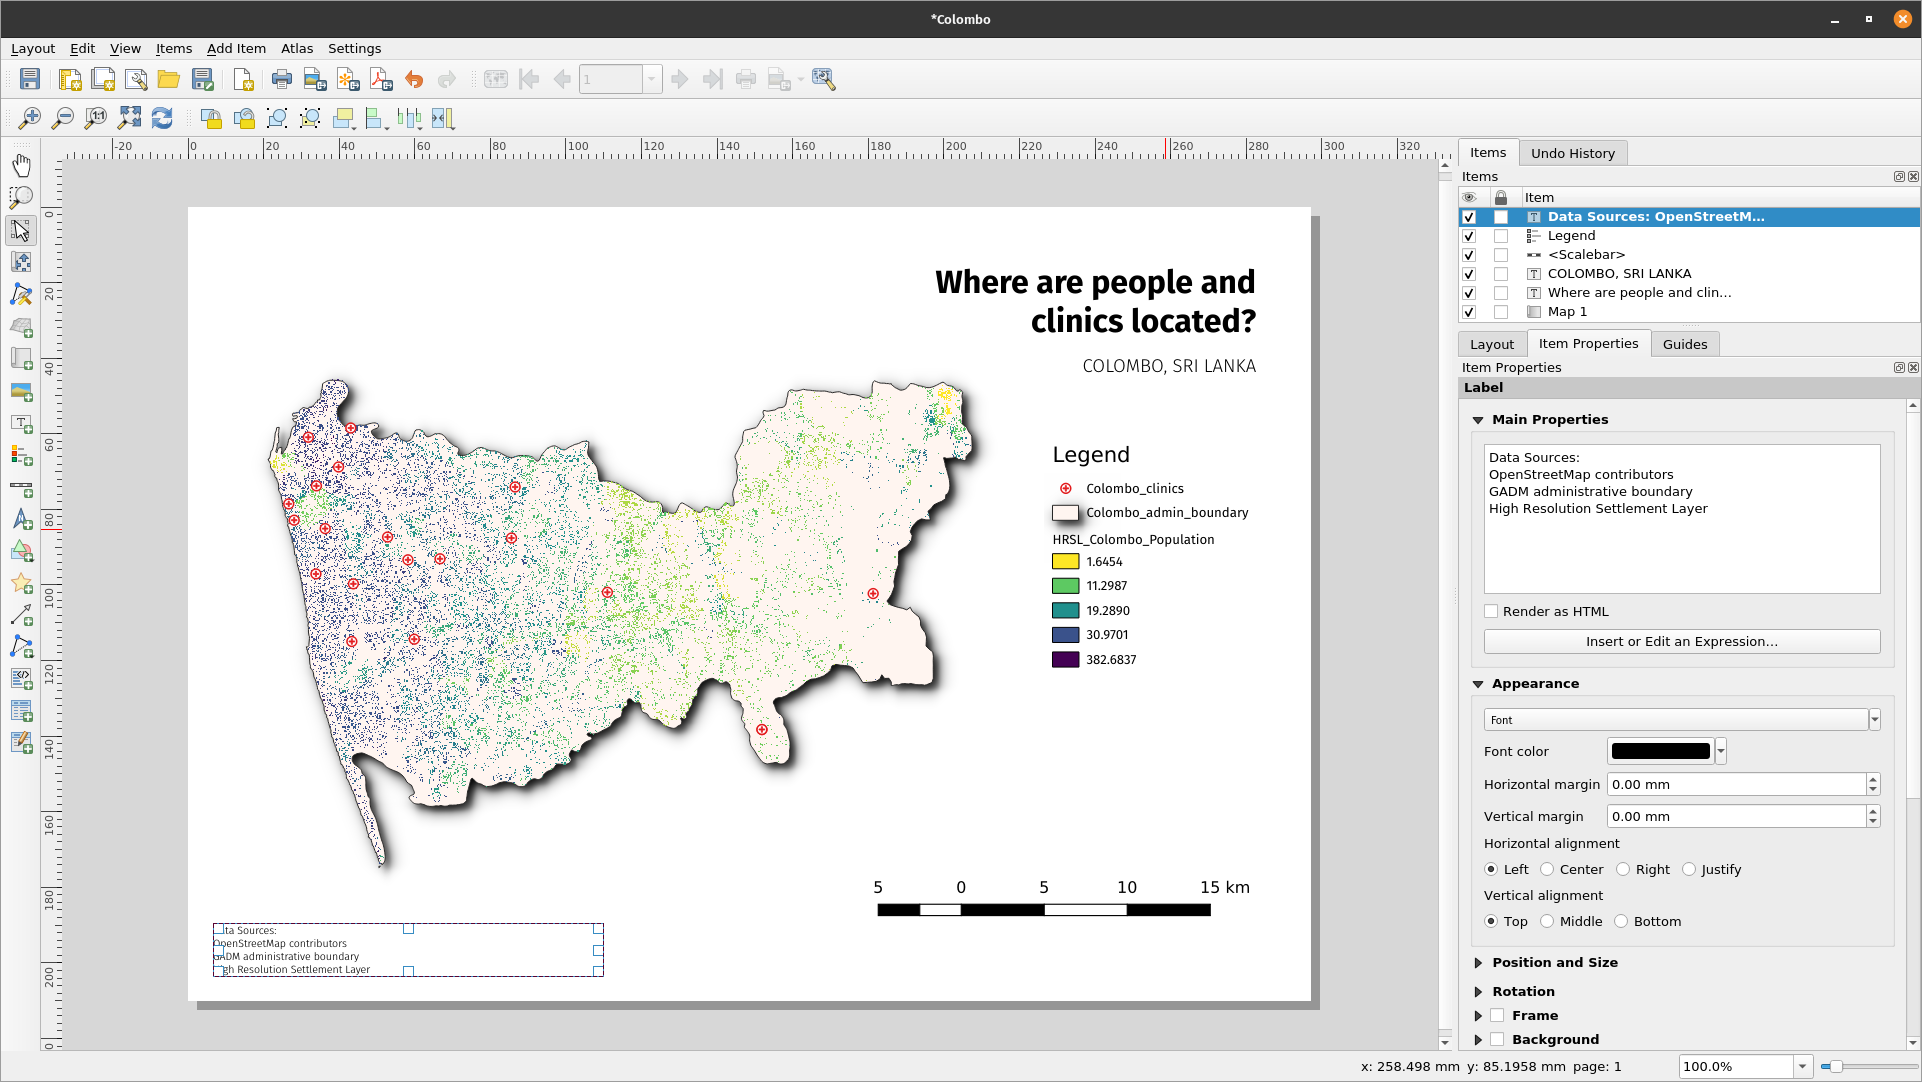 *Colombo
Layout Edit View Items Add Item Atlas Settings
1
1:1
-20 0 20 40 60 80 100 120 140 160 180 200 220 240 260 280 300 320
0
20
40
60
80
100
120
140
160
180
200
0
Where are people and
clinics located?
COLOMBO, SRI LANKA
Legend
Colombo_clinics
Colombo_admin_boundary
HRSL_Colombo_Population
1.6454
11.2987
19.2890
30.9701
382.6837
5 0 5 10 15 km
Data Sources:
OpenStreetMap contributors
GADM administrative boundary
High Resolution Settlement Layer
Items Undo History
Items
Item
Data Sources: OpenStreetM...
Legend
<Scalebar>
COLOMBO, SRI LANKA
Where are people and clin...
Map 1
Layout Item Properties Guides
Item Properties
Label
Main Properties
Data Sources:
OpenStreetMap contributors
GADM administrative boundary
High Resolution Settlement Layer
Render as HTML
Insert or Edit an Expression...
Appearance
Font
Font color
Horizontal margin 0.00 mm
Vertical margin 0.00 mm
Horizontal alignment
Left Center Right Justify
Vertical alignment
Top Middle Bottom
Position and Size
Rotation
Frame
Background
x: 258.498 mm y: 85.1958 mm page: 1 100.0%